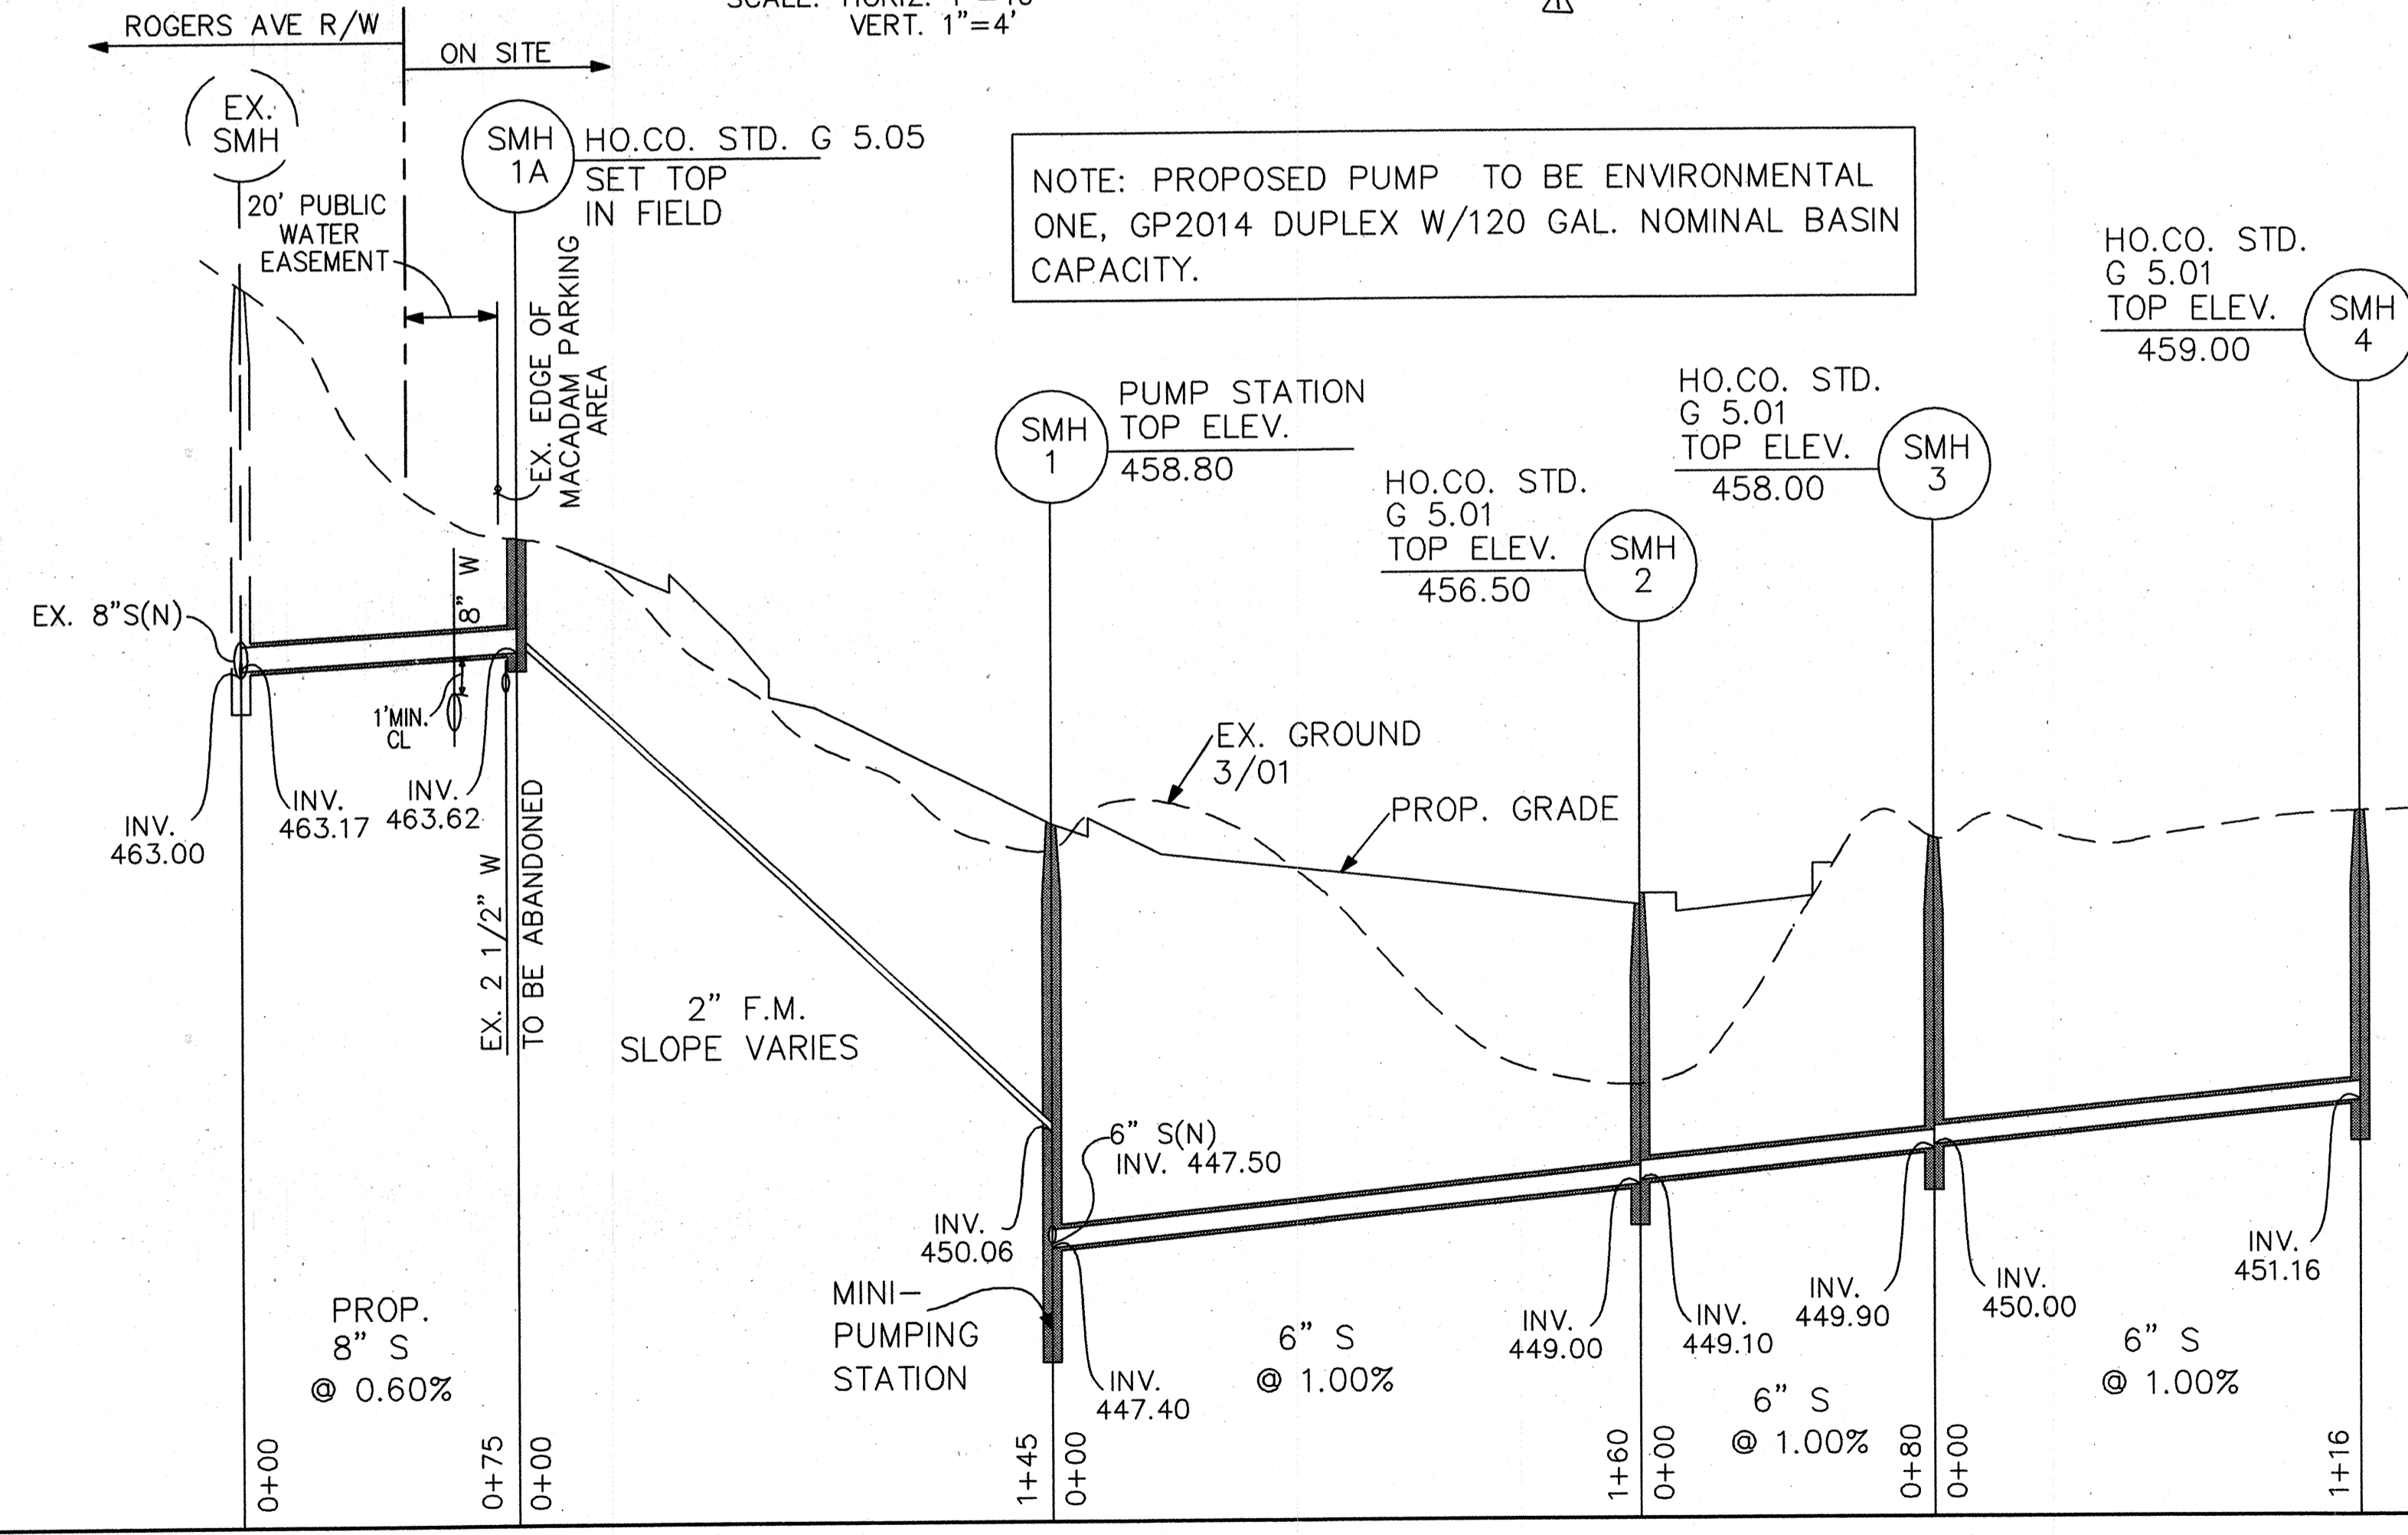 VERT. 1"=4'
ROGERS AVE R/W
ON SITE
EX.
SMH
SMH
1A
HO.CO. STD. G 5.05
SET TOP
IN FIELD
20' PUBLIC
WATER
EASEMENT
EX. EDGE OF
MACADAM PARKING
AREA
NOTE: PROPOSED PUMP TO BE ENVIRONMENTAL
ONE, GP2014 DUPLEX W/120 GAL. NOMINAL BASIN
CAPACITY.
HO.CO. STD.
G 5.01
TOP ELEV.
459.00
SMH
4
PUMP STATION
TOP ELEV.
458.80
SMH
1
HO.CO. STD.
G 5.01
TOP ELEV.
458.00
SMH
3
HO.CO. STD.
G 5.01
TOP ELEV.
456.50
SMH
2
EX. 8"S(N)
8" W
1'MIN.
CL
INV.
463.00
INV.
463.17
INV.
463.62
EX. 2 1/2" W
TO BE ABANDONED
2" F.M.
SLOPE VARIES
EX. GROUND
3/01
PROP. GRADE
6" S(N)
INV. 447.50
INV.
450.06
MINI-
PUMPING
STATION
INV.
447.40
PROP.
8" S
@ 0.60%
6" S
@ 1.00%
INV.
449.00
INV.
449.10
INV.
449.90
INV.
450.00
INV.
451.16
6" S
@ 1.00%
6" S
@ 1.00%
0+00
0+75
0+00
1+45
0+00
1+60
0+00
0+80
0+00
1+16